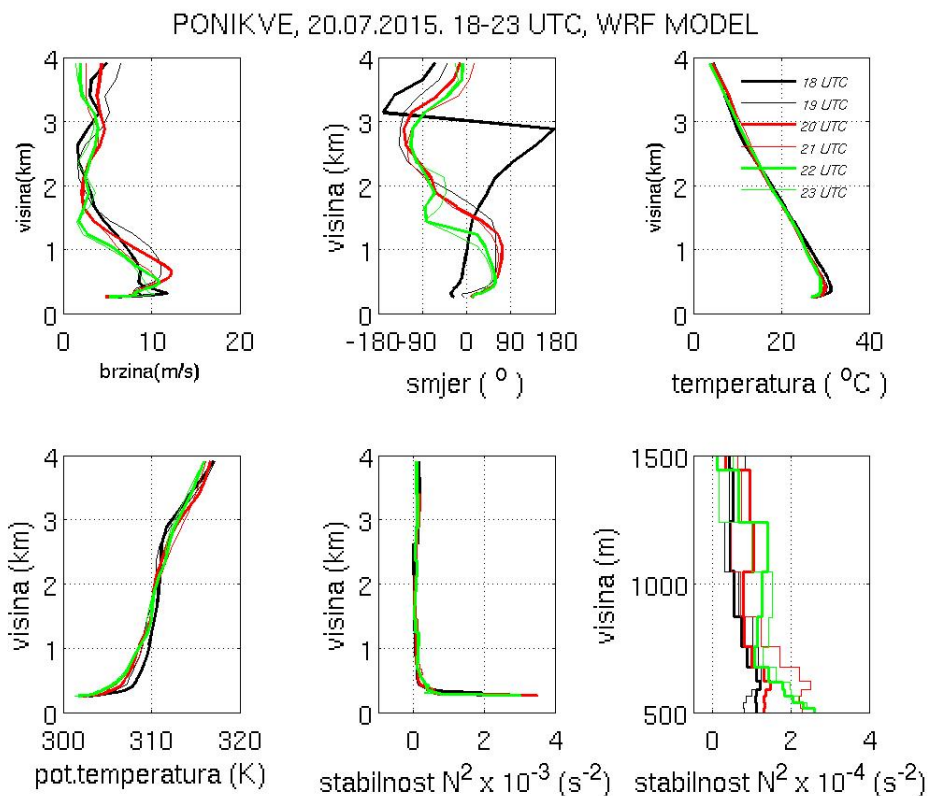 PONIKVE, 20.07.2015. 18-23 UTC, WRF MODEL
4
3
2
1
0
visina(km)
0
10
20
brzina(m/s)
4
3
2
1
0
visina (km)
-180
-90
0
90
180
smjer ( o )
4
3
2
1
0
visina(km)
0
20
40
temperatura ( oC )
18 UTC
19 UTC
20 UTC
21 UTC
22 UTC
23 UTC
4
3
2
1
0
visina (km)
300
310
320
pot.temperatura (K)
4
3
2
1
0
visina (km)
0
2
4
stabilnost N² x 10⁻³ (s⁻²)
1500
1000
500
visina (m)
0
2
4
stabilnost N² x 10⁻⁴ (s⁻²)